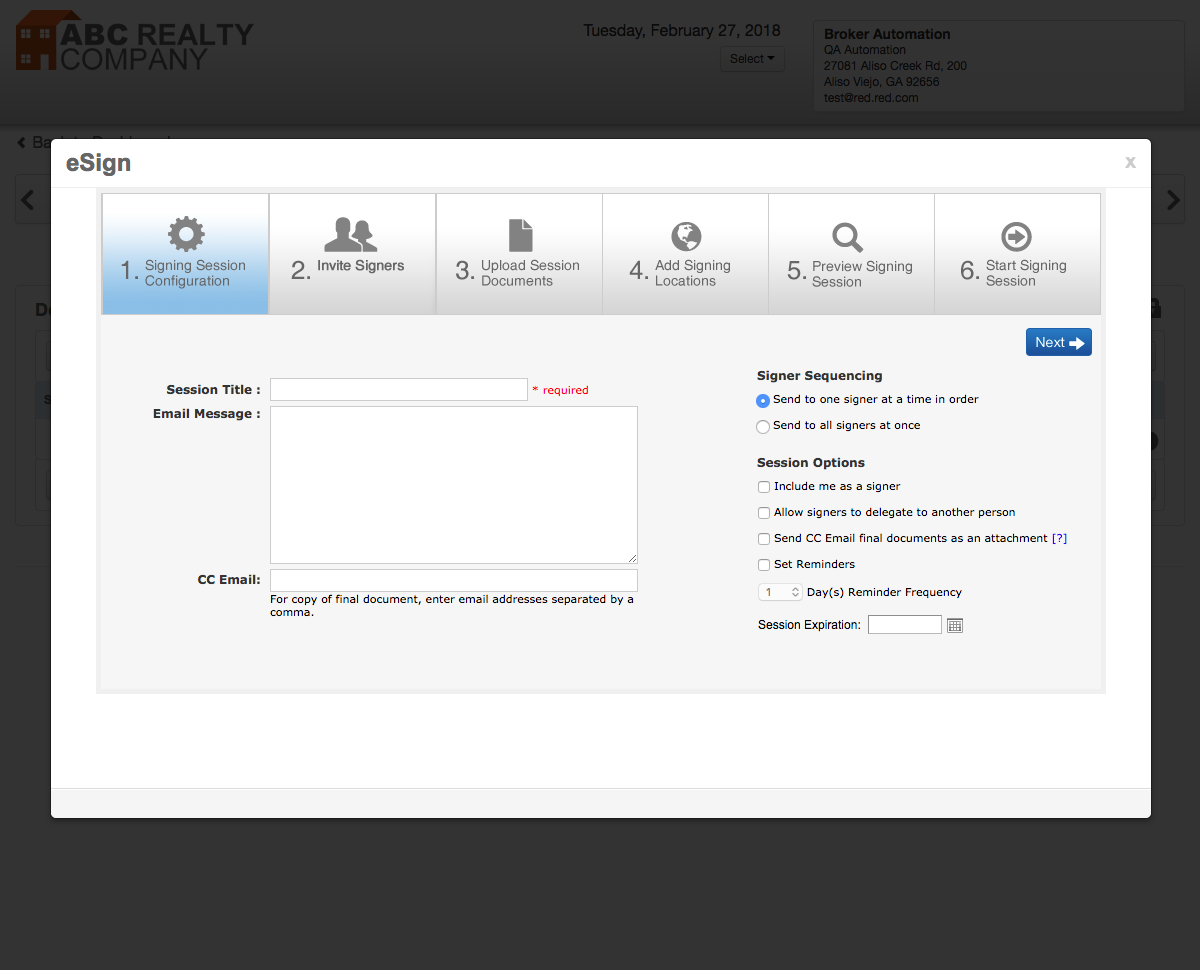 ABC REALTY
COMPANY
Tuesday, February 27, 2018
Select
Broker Automation
QA Automation
27081 Aliso Creek Rd, 200
Aliso Viejo, GA 92656
test@red.red.com
eSign
x
1. Signing Session
Configuration
2. Invite Signers
3. Upload Session
Documents
4. Add Signing
Locations
5. Preview Signing
Session
6. Start Signing
Session
Next
Session Title :
* required
Email Message :
CC Email:
For copy of final document, enter email addresses separated by a
comma.
Signer Sequencing
Send to one signer at a time in order
Send to all signers at once
Session Options
Include me as a signer
Allow signers to delegate to another person
Send CC Email final documents as an attachment [?]
Set Reminders
1 Day(s) Reminder Frequency
Session Expiration: